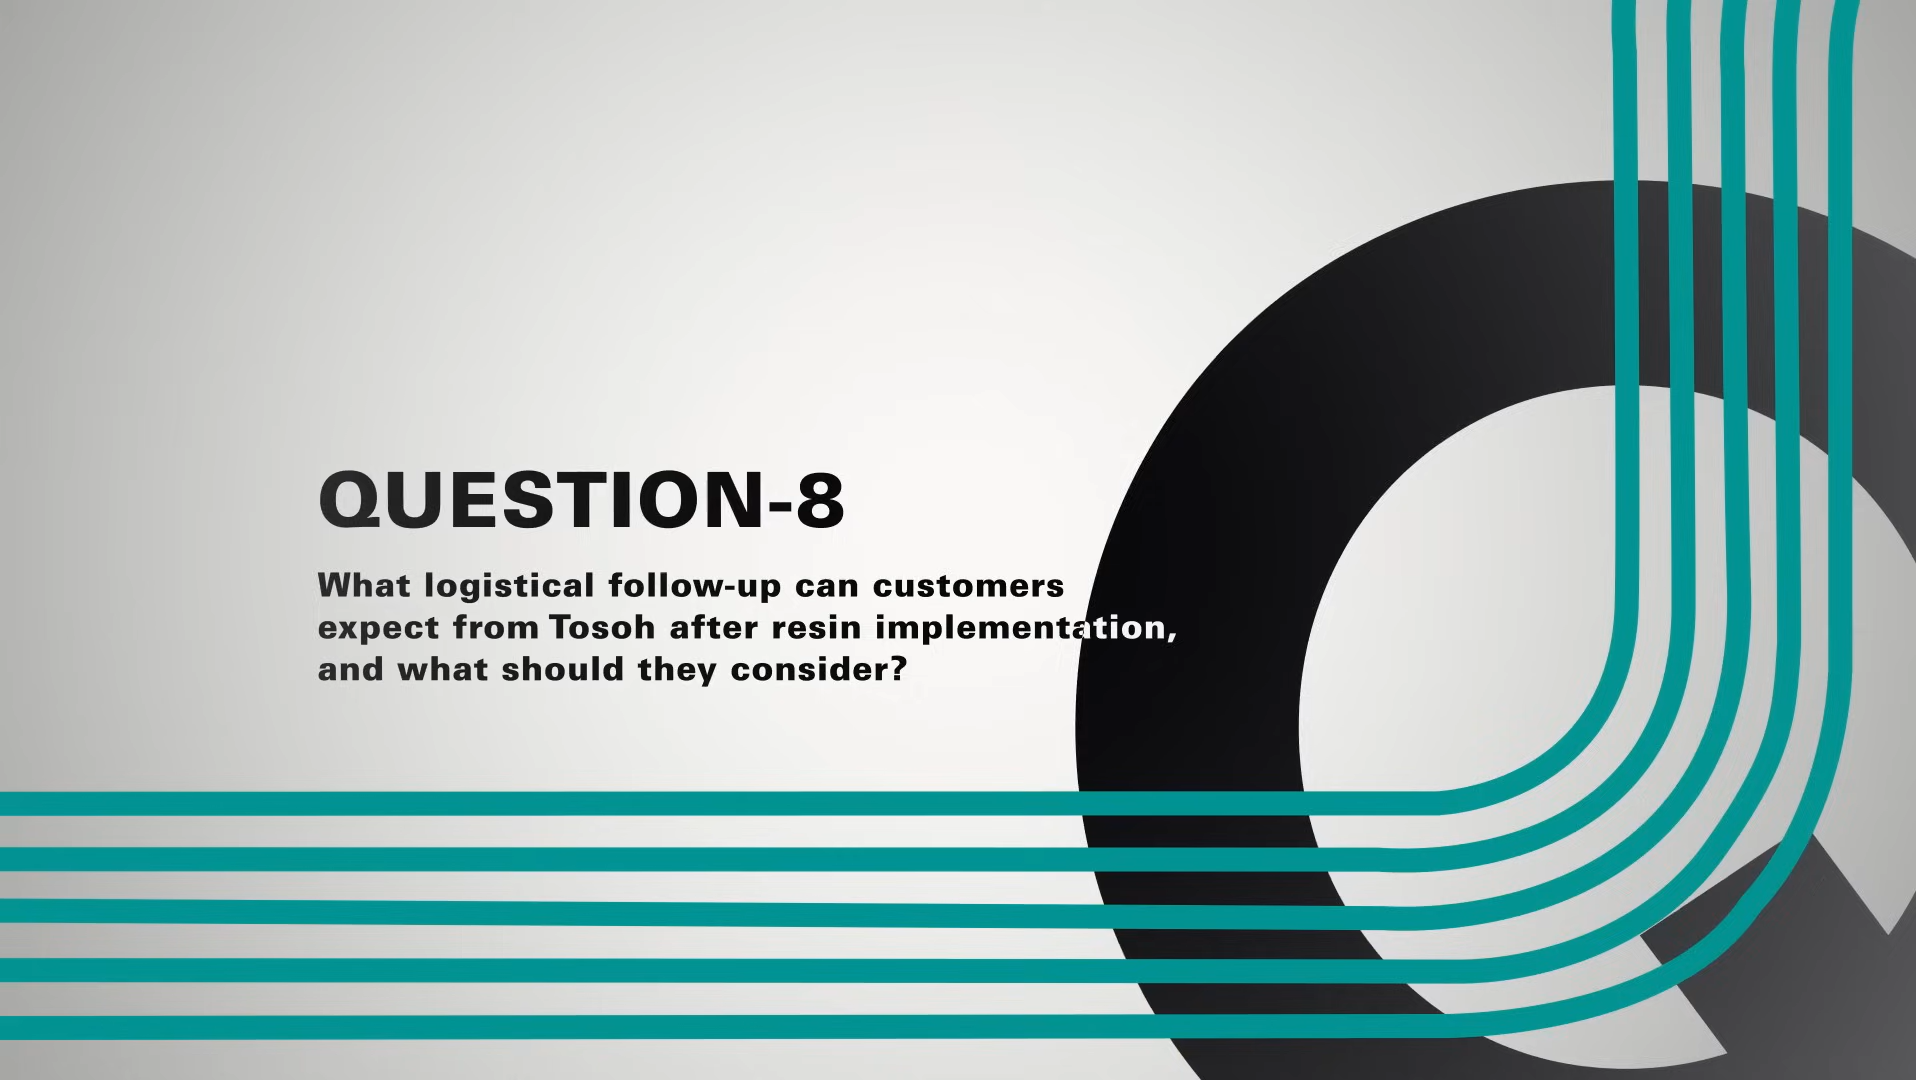 QUESTION-8
What logistical follow-up can customers
expect from Tosoh after resin implementation,
and what should they consider?